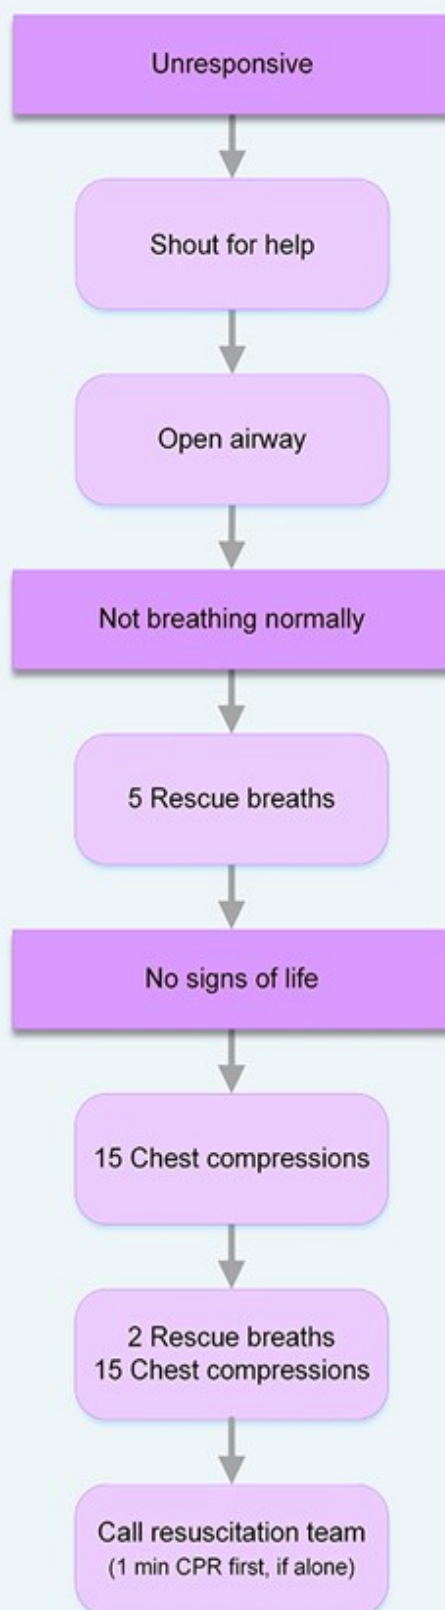 Unresponsive
Shout for help
Open airway
Not breathing normally
5 Rescue breaths
No signs of life
15 Chest compressions
2 Rescue breaths
15 Chest compressions
Call resuscitation team
(1 min CPR first, if alone)